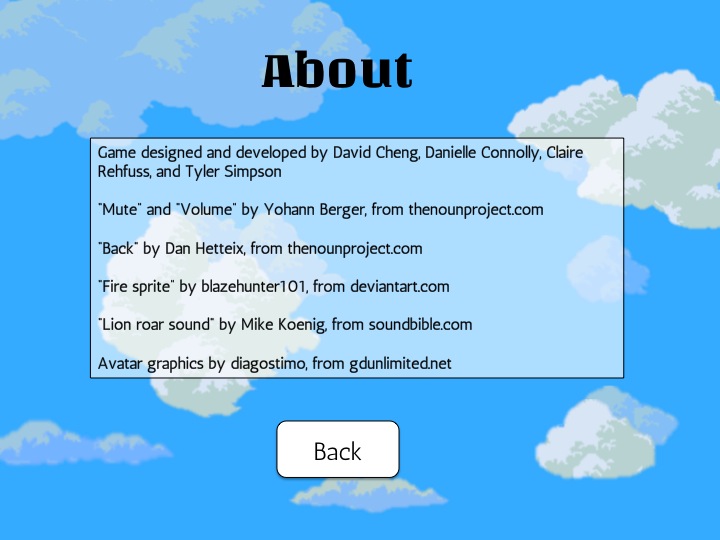 About
Game designed and developed by David Cheng, Danielle Connolly, Claire
Rehfuss, and Tyler Simpson
"Mute" and "Volume" by Yohann Berger, from thenounproject.com
"Back" by Dan Hetteix, from thenounproject.com
"Fire sprite" by blazehunter101, from deviantart.com
"Lion roar sound" by Mike Koenig, from soundbible.com
Avatar graphics by diagostimo, from gdunlimited.net
Back